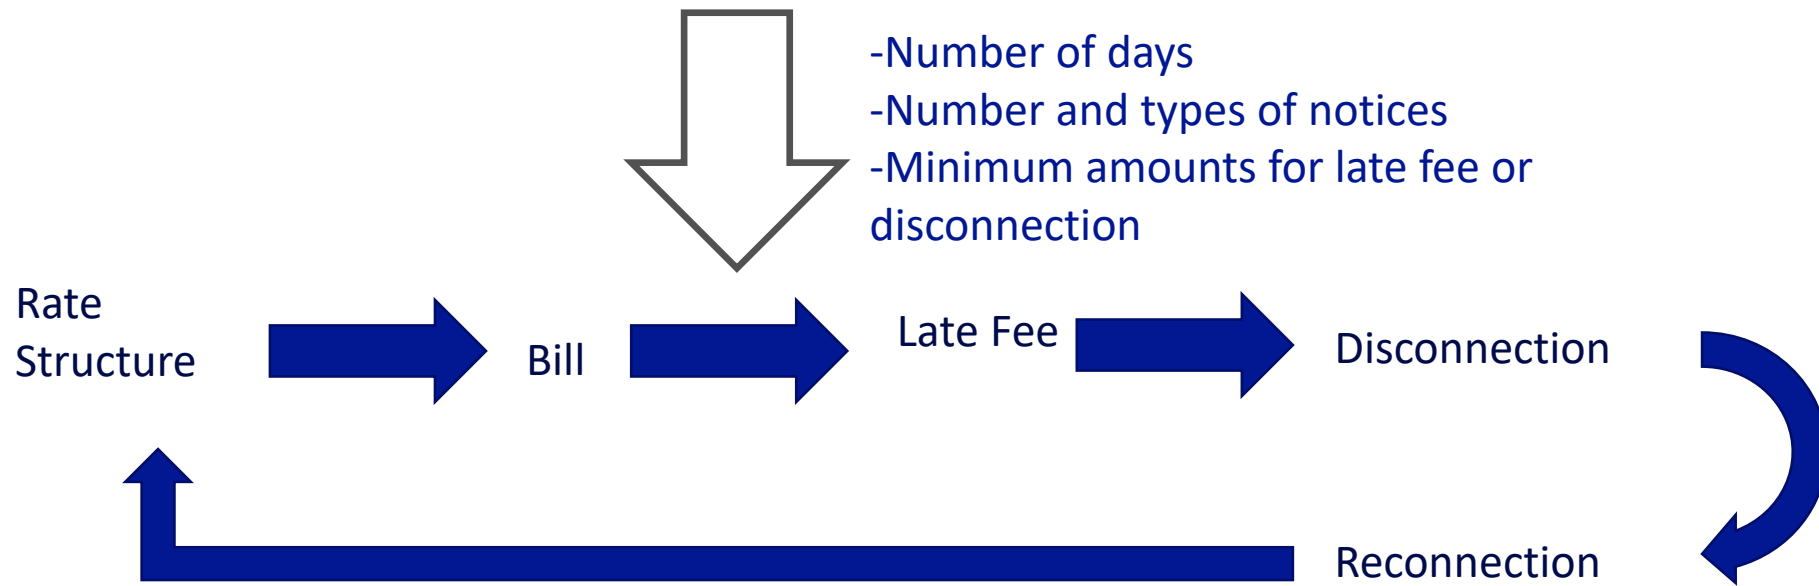 -Number of days
-Number and types of notices
-Minimum amounts for late fee or
disconnection
Rate
Structure
Bill
Late Fee
Disconnection
Reconnection